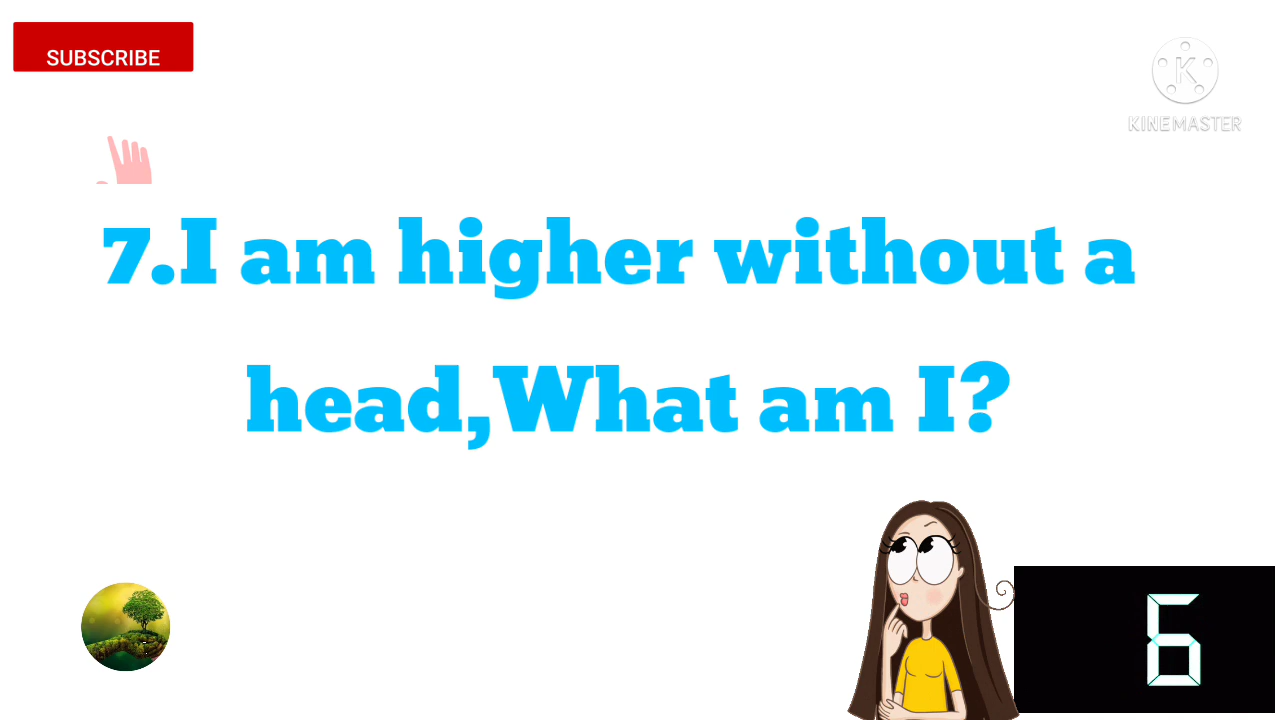 SUBSCRIBE
KINEMASTER
7.I am higher without a
head,What am I?
6